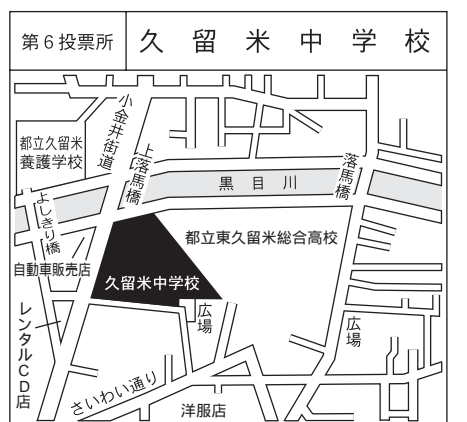 第6投票所
久留米中学校
小金井街道
都立久留米
養護学校
上落馬橋
落馬橋
黒目川
よしきり橋
都立東久留米総合高校
自動車販売店
久留米中学校
広場
広場
レンタルCD店
さいわい通り
洋服店